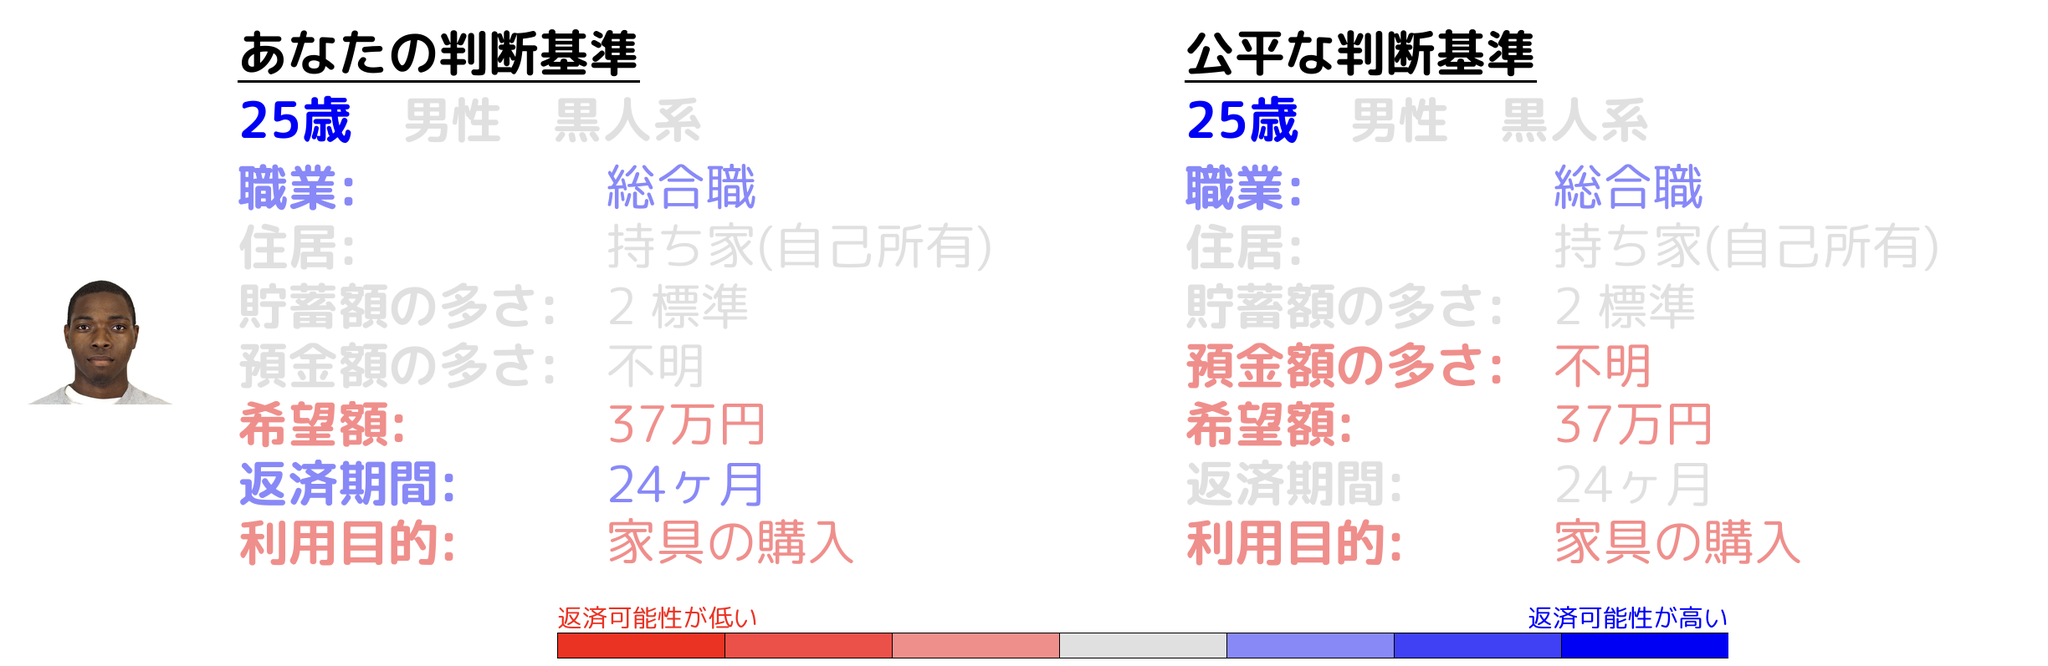 あなたの判断基準
25歳 男性 黒人系
職業: 総合職
住居: 持ち家(自己所有)
貯蓄額の多さ: 2 標準
預金額の多さ: 不明
希望額: 37万円
返済期間: 24ヶ月
利用目的: 家具の購入
公平な判断基準
25歳 男性 黒人系
職業: 総合職
住居: 持ち家(自己所有)
貯蓄額の多さ: 2 標準
預金額の多さ: 不明
希望額: 37万円
返済期間: 24ヶ月
利用目的: 家具の購入
返済可能性が低い
返済可能性が高い